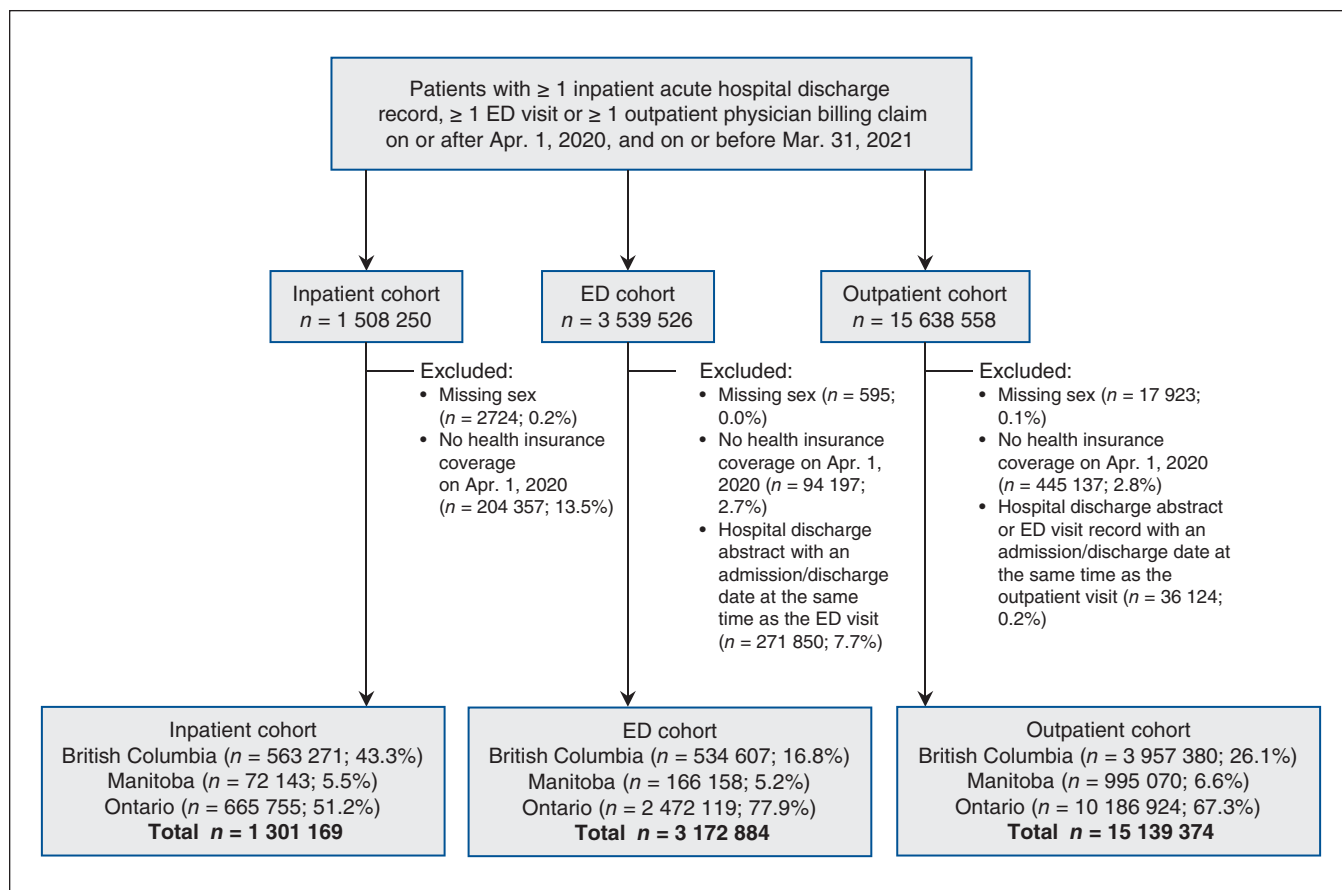 Patients with ≥ 1 inpatient acute hospital discharge
record, ≥ 1 ED visit or ≥ 1 outpatient physician billing claim
on or after Apr. 1, 2020, and on or before Mar. 31, 2021
Inpatient cohort
n = 1 508 250
ED cohort
n = 3 539 526
Outpatient cohort
n = 15 638 558
Excluded:
• Missing sex
(n = 2724; 0.2%)
• No health insurance
coverage
on Apr. 1, 2020
(n = 204 357; 13.5%)
Excluded:
• Missing sex (n = 595;
0.0%)
• No health insurance
coverage on Apr. 1,
2020 (n = 94 197;
2.7%)
• Hospital discharge
abstract with an
admission/discharge
date at the same
time as the ED visit
(n = 271 850; 7.7%)
Excluded:
• Missing sex (n = 17 923;
0.1%)
• No health insurance
coverage on Apr. 1, 2020
(n = 445 137; 2.8%)
• Hospital discharge abstract
or ED visit record with an
admission/discharge date at
the same time as the
outpatient visit (n = 36 124;
0.2%)
Inpatient cohort
British Columbia (n = 563 271; 43.3%)
Manitoba (n = 72 143; 5.5%)
Ontario (n = 665 755; 51.2%)
Total n = 1 301 169
ED cohort
British Columbia (n = 534 607; 16.8%)
Manitoba (n = 166 158; 5.2%)
Ontario (n = 2 472 119; 77.9%)
Total n = 3 172 884
Outpatient cohort
British Columbia (n = 3 957 380; 26.1%)
Manitoba (n = 995 070; 6.6%)
Ontario (n = 10 186 924; 67.3%)
Total n = 15 139 374